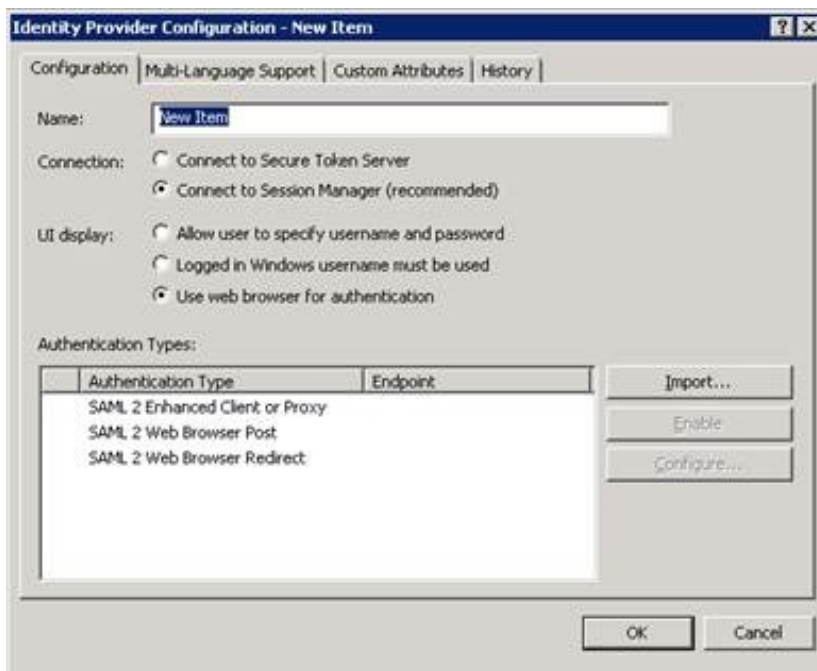 Identity Provider Configuration - New Item
Configuration Multi-Language Support Custom Attributes History
Name: New Item
Connection: Connect to Secure Token Server
Connect to Session Manager (recommended)
UI display: Allow user to specify username and password
Logged in Windows username must be used
Use web browser for authentication
Authentication Types:
Authentication Type Endpoint Import...
SAML 2 Enhanced Client or Proxy
SAML 2 Web Browser Post Enable
SAML 2 Web Browser Redirect Configure...
OK Cancel